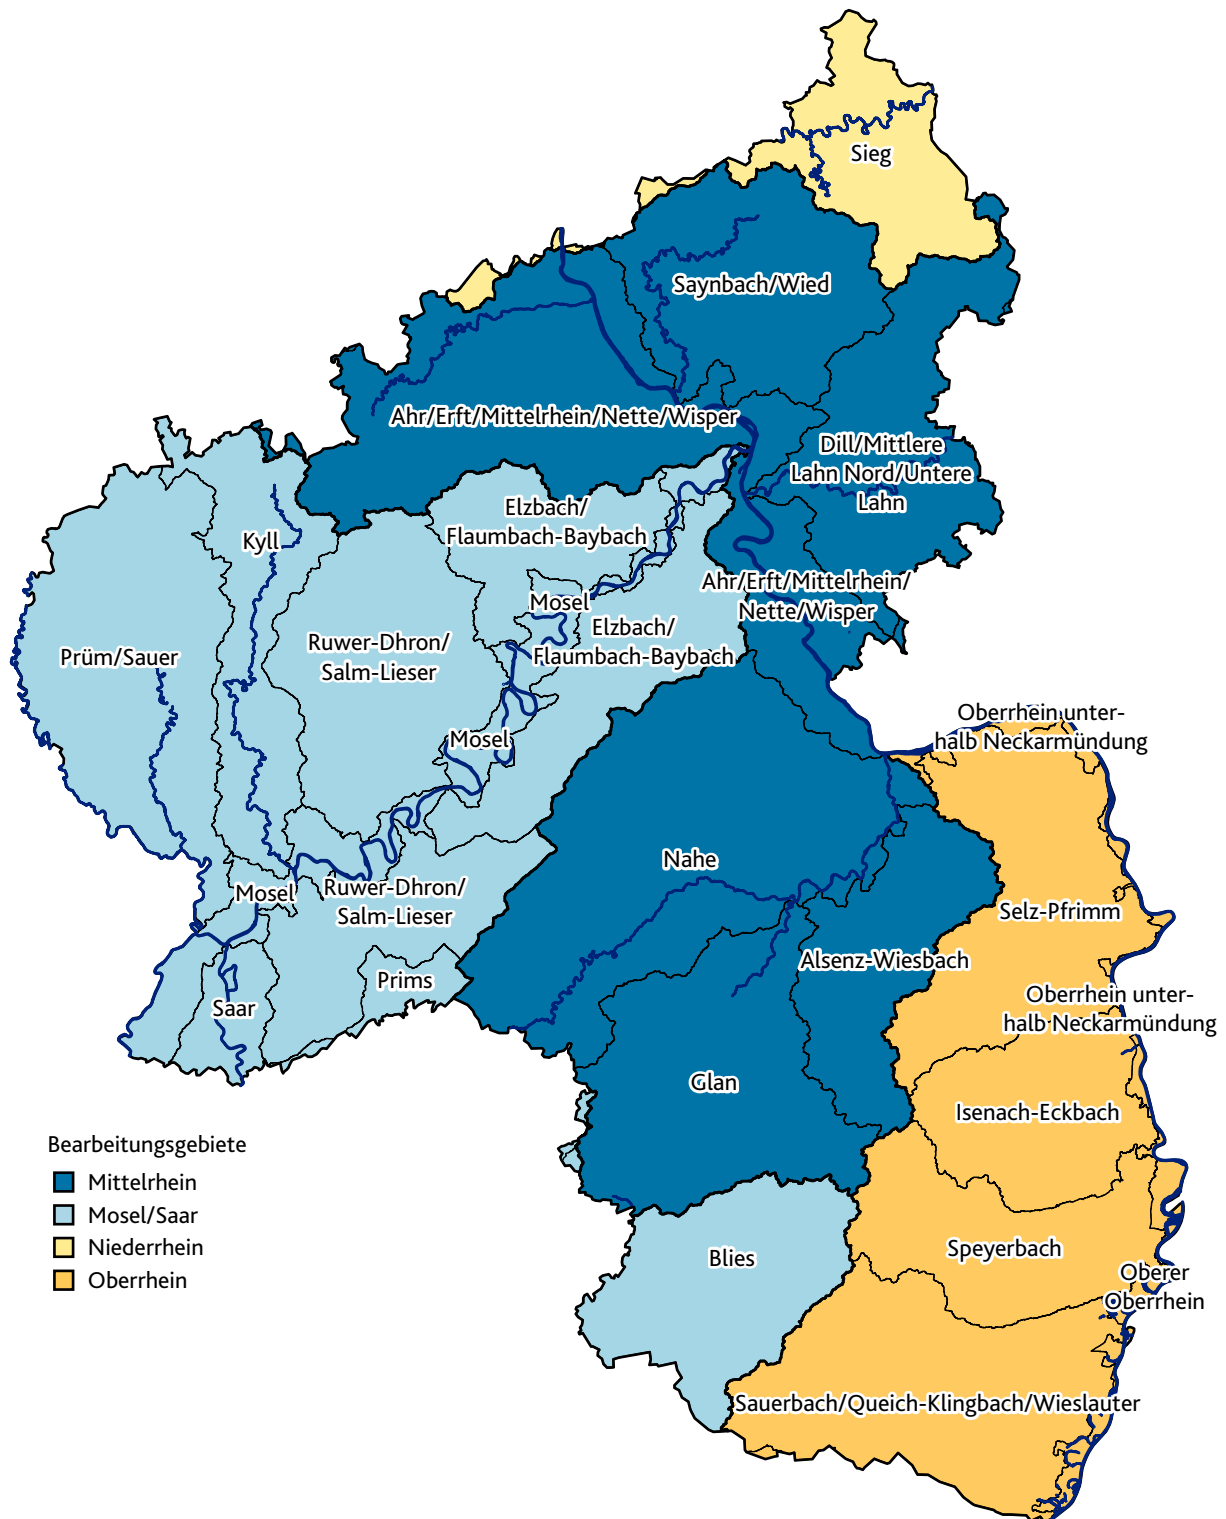 Sieg
Saynbach/Wied
Ahr/Erft/Mittelrhein/Nette/Wisper
Dill/Mittlere
Lahn Nord/Untere
Lahn
Elzbach/
Flaumbach-Baybach
Kyll
Ahr/Erft/Mittelrhein/
Nette/Wisper
Mosel
Elzbach/
Flaumbach-Baybach
Ruwer-Dhron/
Salm-Lieser
Prüm/Sauer
Oberrhein unter-
halb Neckarmündung
Mosel
Nahe
Mosel
Ruwer-Dhron/
Salm-Lieser
Selz-Pfrimm
Alsenz-Wiesbach
Prims
Saar
Oberrhein unter-
halb Neckarmündung
Glan
Isenach-Eckbach
Bearbeitungsgebiete
Mittelrhein
Mosel/Saar
Niederrhein
Oberrhein
Speyerbach
Blies
Oberer
Oberrhein
Sauerbach/Queich-Klingbach/Wieslauter